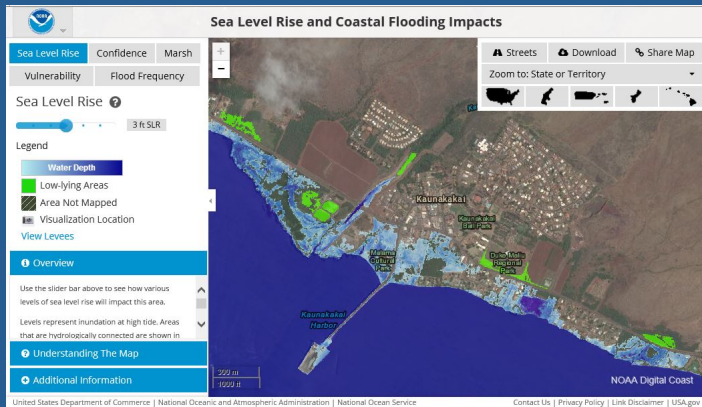 NOAA
Sea Level Rise and Coastal Flooding Impacts
Sea Level Rise
Confidence
Marsh
Vulnerability
Flood Frequency
Sea Level Rise ?
3 ft SLR
Legend
Water Depth
Low-lying Areas
Area Not Mapped
Visualization Location
View Levees
Overview
Use the slider bar above to see how various
levels of sea level rise will impact this area.
Levels represent inundation at high tide. Areas
that are hydrologically connected are shown in
? Understanding The Map
+ Additional Information
+
−
Streets
Download
Share Map
Zoom to: State or Territory
Kaunakakai
Kaunakakai
Ball Park
Malama
Cultural
Park
Duke Maliu
Regional
Park
Kaunakakai
Harbor
300 m
1000 ft
NOAA Digital Coast
United States Department of Commerce | National Oceanic and Atmospheric Administration | National Ocean Service
Contact Us | Privacy Policy | Link Disclaimer | USA.gov